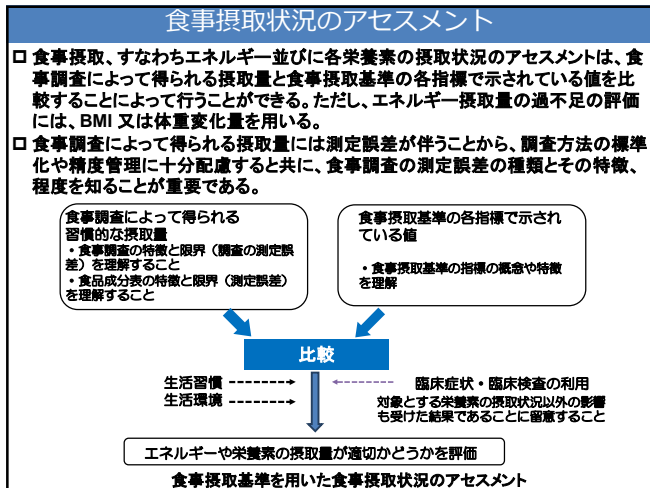 食事摂取状況のアセスメント
□ 食事摂取、すなわちエネルギー並びに各栄養素の摂取状況のアセスメントは、食
事調査によって得られる摂取量と食事摂取基準の各指標で示されている値を比
較することによって行うことができる。ただし、エネルギー摂取量の過不足の評価
には、BMI 又は体重変化量を用いる。
□ 食事調査によって得られる摂取量には測定誤差が伴うことから、調査方法の標準
化や精度管理に十分配慮すると共に、食事調査の測定誤差の種類とその特徴、
程度を知ることが重要である。
食事調査によって得られる
習慣的な摂取量
・食事調査の特徴と限界（調査の測定誤
差）を理解すること
・食品成分表の特徴と限界（測定誤差）
を理解すること
食事摂取基準の各指標で示され
ている値
・食事摂取基準の指標の概念や特徴
を理解
比較
生活習慣
生活環境
臨床症状・臨床検査の利用
対象とする栄養素の摂取状況以外の影響
も受けた結果であることに留意すること
エネルギーや栄養素の摂取量が適切かどうかを評価
食事摂取基準を用いた食事摂取状況のアセスメント